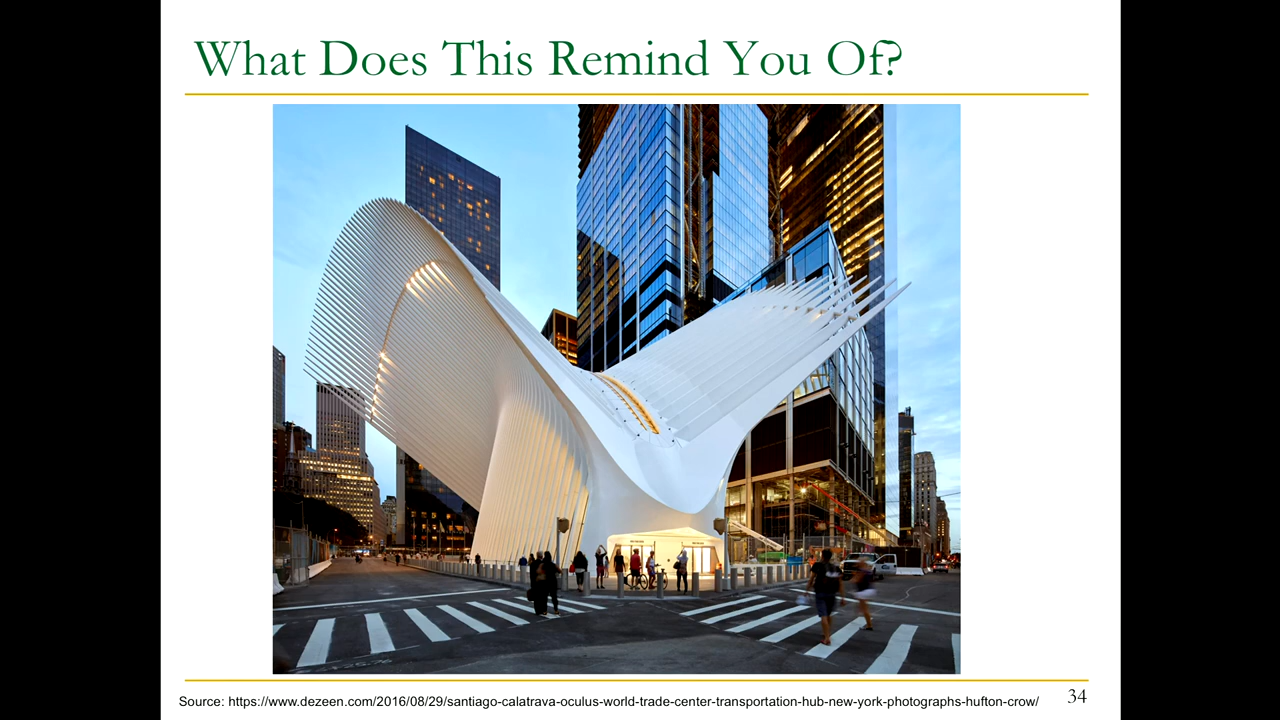 What Does This Remind You Of?
Source: https://www.dezeen.com/2016/08/29/santiago-calatrava-oculus-world-trade-center-transportation-hub-new-york-photographs-hufton-crow/
34